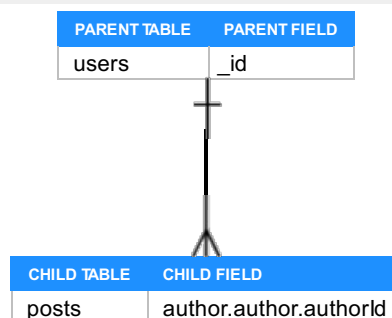 PARENT TABLE PARENT FIELD
users _id
CHILD TABLE CHILD FIELD
posts author.author.authorId